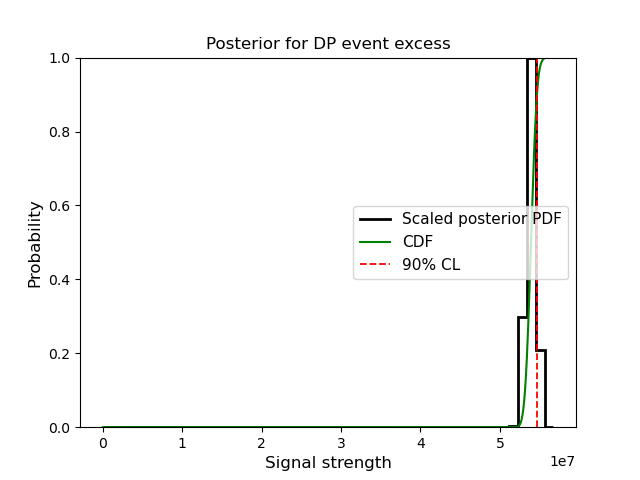 Posterior for DP event excess
1.0
0.8
0.6
0.4
0.2
0.0
Probability
Scaled posterior PDF
CDF
90% CL
0 1 2 3 4 5
1e7
Signal strength